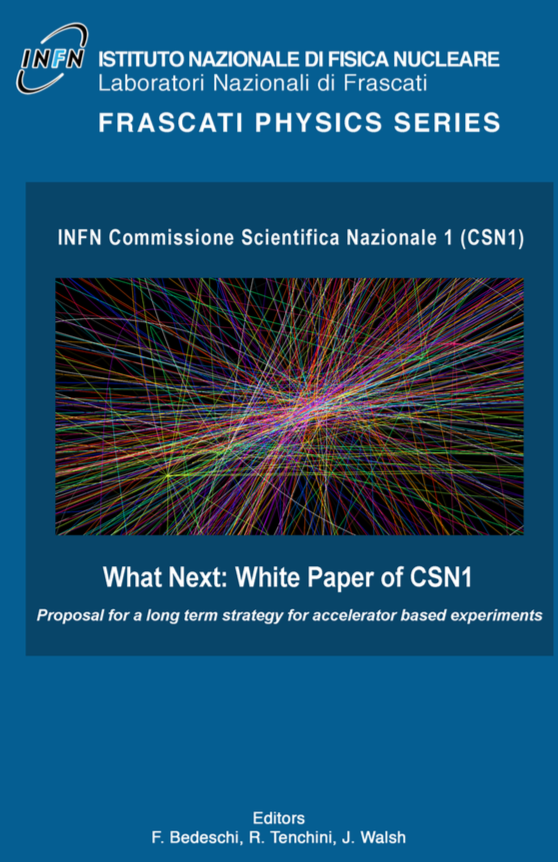 INFN
ISTITUTO NAZIONALE DI FISICA NUCLEARE
Laboratori Nazionali di Frascati
FRASCATI PHYSICS SERIES
INFN Commissione Scientifica Nazionale 1 (CSN1)
What Next: White Paper of CSN1
Proposal for a long term strategy for accelerator based experiments
Editors
F. Bedeschi, R. Tenchini, J. Walsh